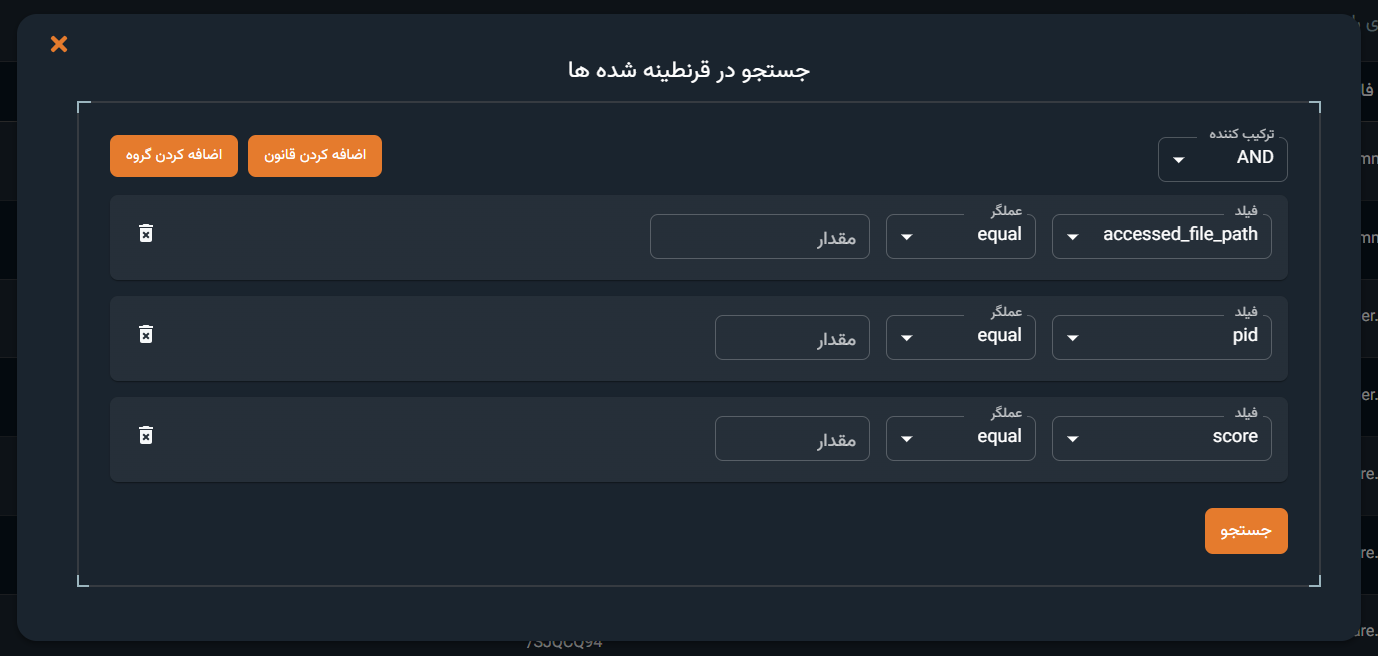 جستجو در قرنطینه شده ها
ترکیب کننده
AND
اضافه کردن قانون
اضافه کردن گروه
فیلد
accessed_file_path
عملگر
equal
مقدار
فیلد
pid
عملگر
equal
مقدار
فیلد
score
عملگر
equal
مقدار
جستجو